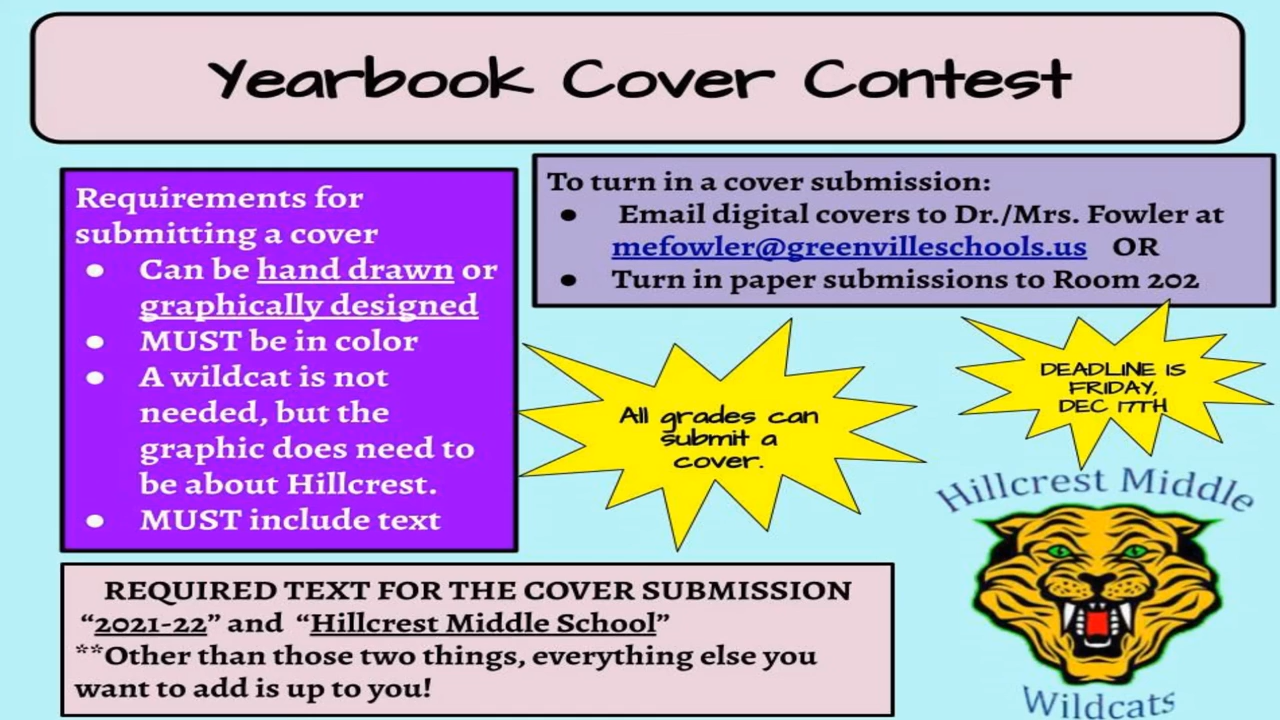 Yearbook Cover Contest
Requirements for
submitting a cover
● Can be hand drawn or
graphically designed
● MUST be in color
● A wildcat is not
needed, but the
graphic does need to
be about Hillcrest.
● MUST include text
To turn in a cover submission:
● Email digital covers to Dr./Mrs. Fowler at
mefowler@greenvilleschools.us OR
● Turn in paper submissions to Room 202
All grades can
submit a
cover.
DEADLINE IS
FRIDAY,
DEC 17TH
REQUIRED TEXT FOR THE COVER SUBMISSION
“2021-22” and “Hillcrest Middle School”
**Other than those two things, everything else you
want to add is up to you!
Hillcrest Middle
Wildcats